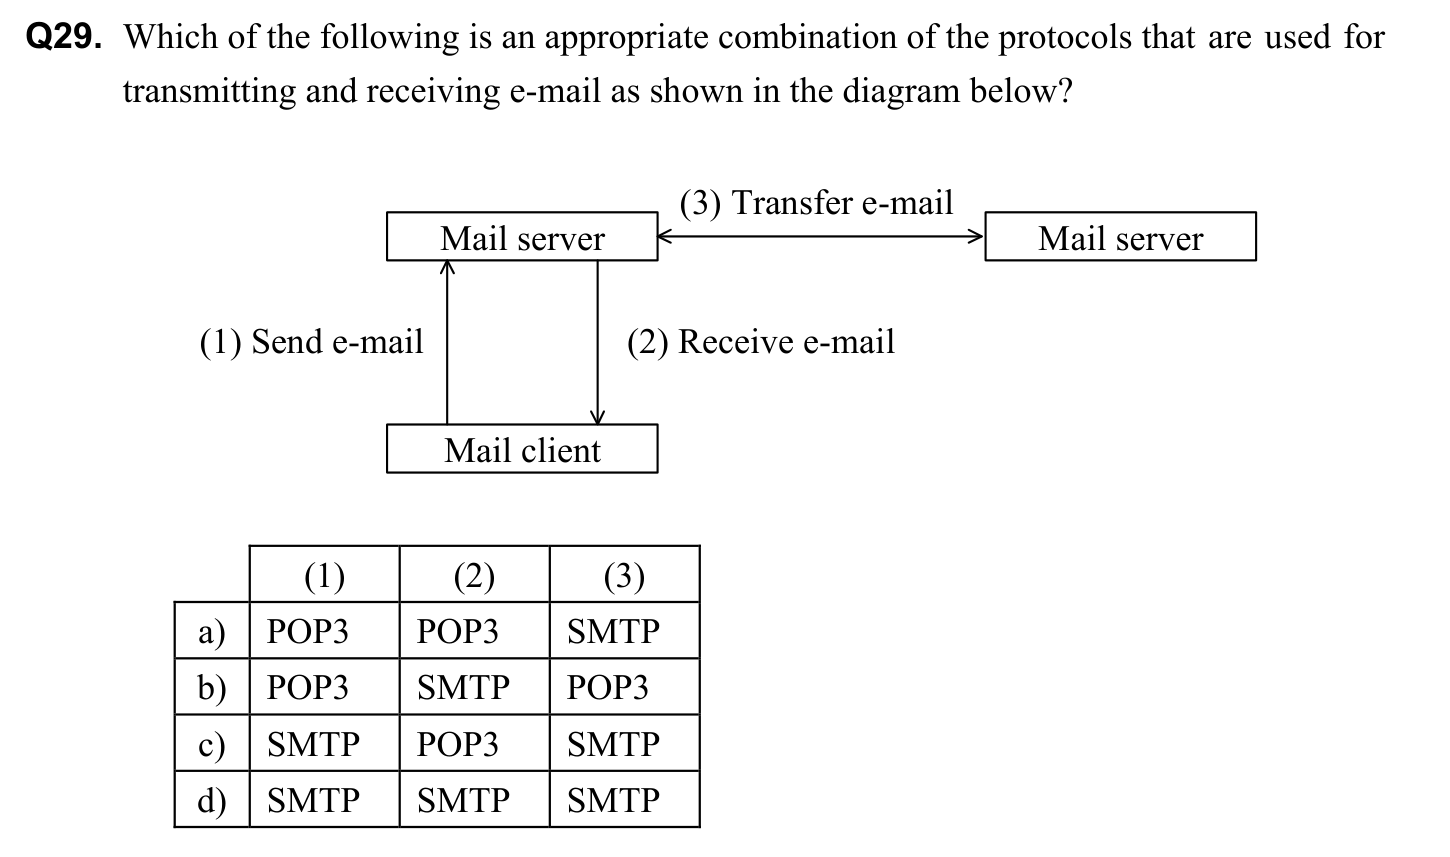 Q29. Which of the following is an appropriate combination of the protocols that are used for
transmitting and receiving e-mail as shown in the diagram below?
(3) Transfer e-mail
Mail server
Mail server
(1) Send e-mail
(2) Receive e-mail
Mail client
(1) (2) (3)
a) POP3 POP3 SMTP
b) POP3 SMTP POP3
c) SMTP POP3 SMTP
d) SMTP SMTP SMTP